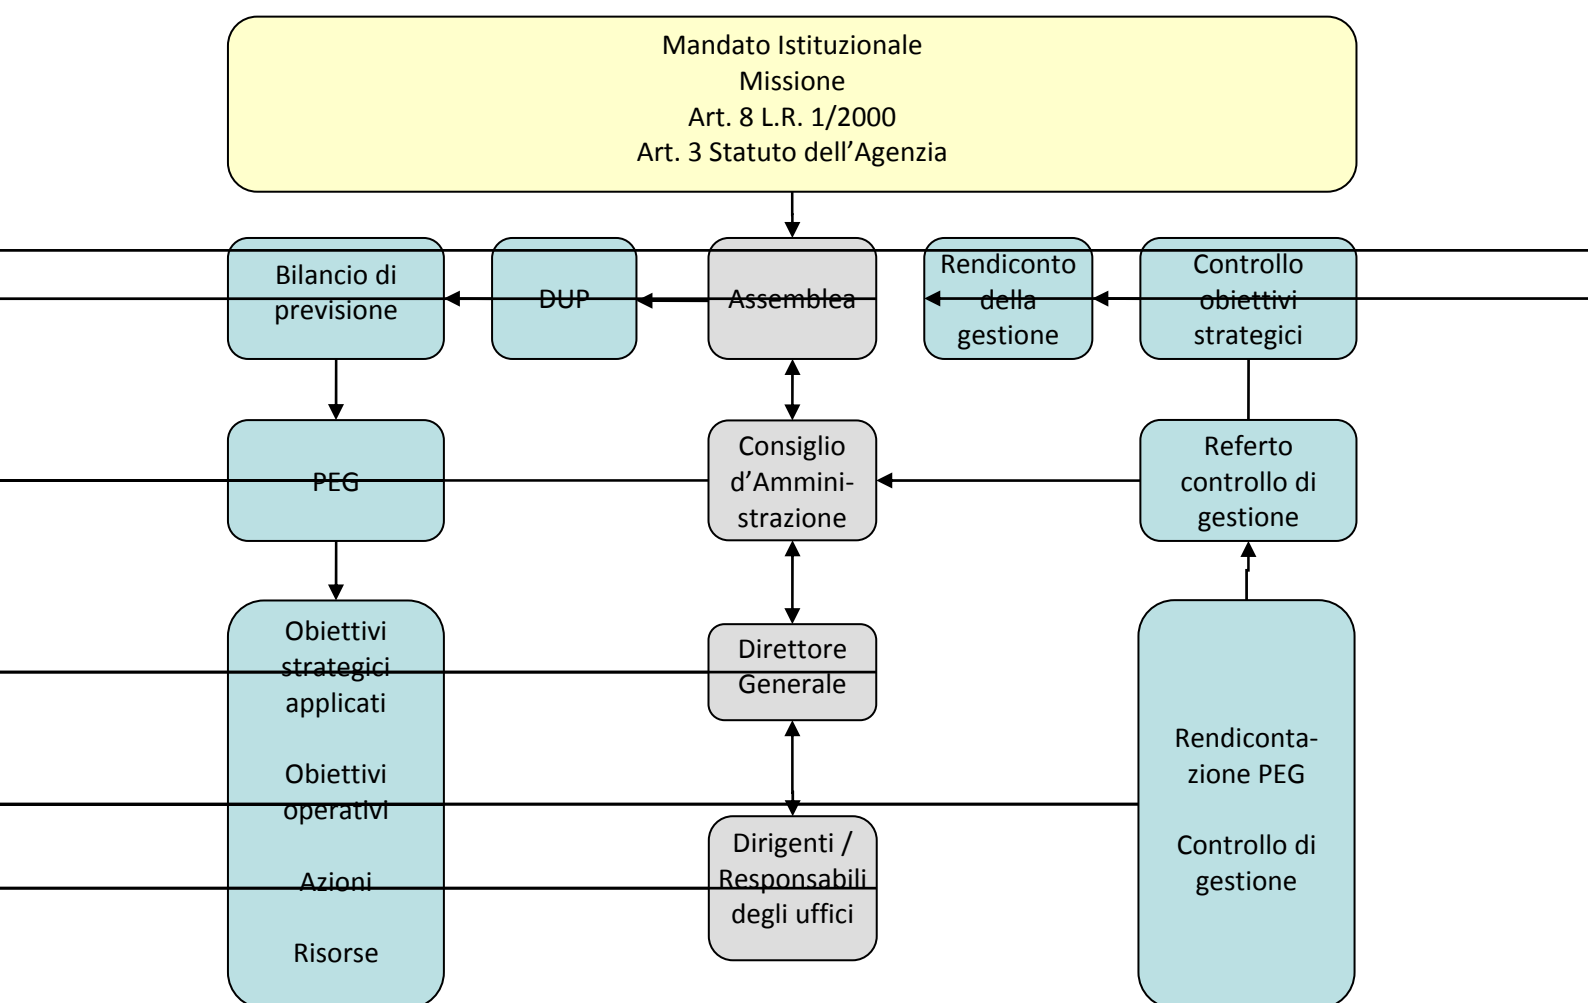 Mandato Istituzionale
Missione
Art. 8 L.R. 1/2000
Art. 3 Statuto dell’Agenzia
Bilancio di
previsione
DUP
Assemblea
Rendiconto
della
gestione
Controllo
obiettivi
strategici
PEG
Consiglio
d’Ammini-
strazione
Referto
controllo di
gestione
Obiettivi
strategici
applicati
Obiettivi
operativi
Azioni
Risorse
Direttore
Generale
Dirigenti /
Responsabili
degli uffici
Rendiconta-
zione PEG
Controllo di
gestione